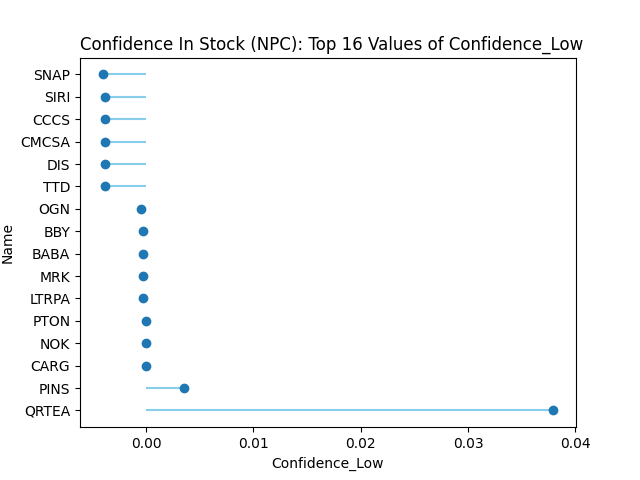 Confidence In Stock (NPC): Top 16 Values of Confidence_Low
SNAP
SIRI
CCCS
CMCSA
DIS
TTD
OGN
BBY
BABA
MRK
LTRPA
PTON
NOK
CARG
PINS
QRTEA
Name
0.00 0.01 0.02 0.03 0.04
Confidence_Low